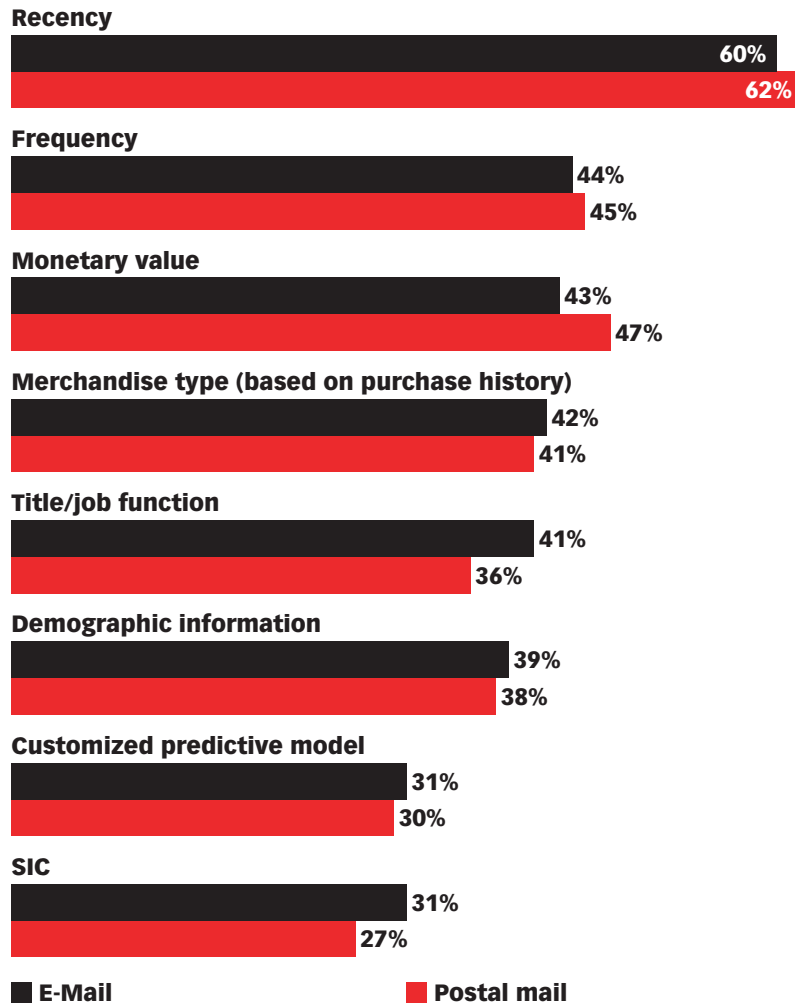 Recency
60%
62%
Frequency
44%
45%
Monetary value
43%
47%
Merchandise type (based on purchase history)
42%
41%
Title/job function
41%
36%
Demographic information
39%
38%
Customized predictive model
31%
30%
SIC
31%
27%
E-Mail
Postal mail